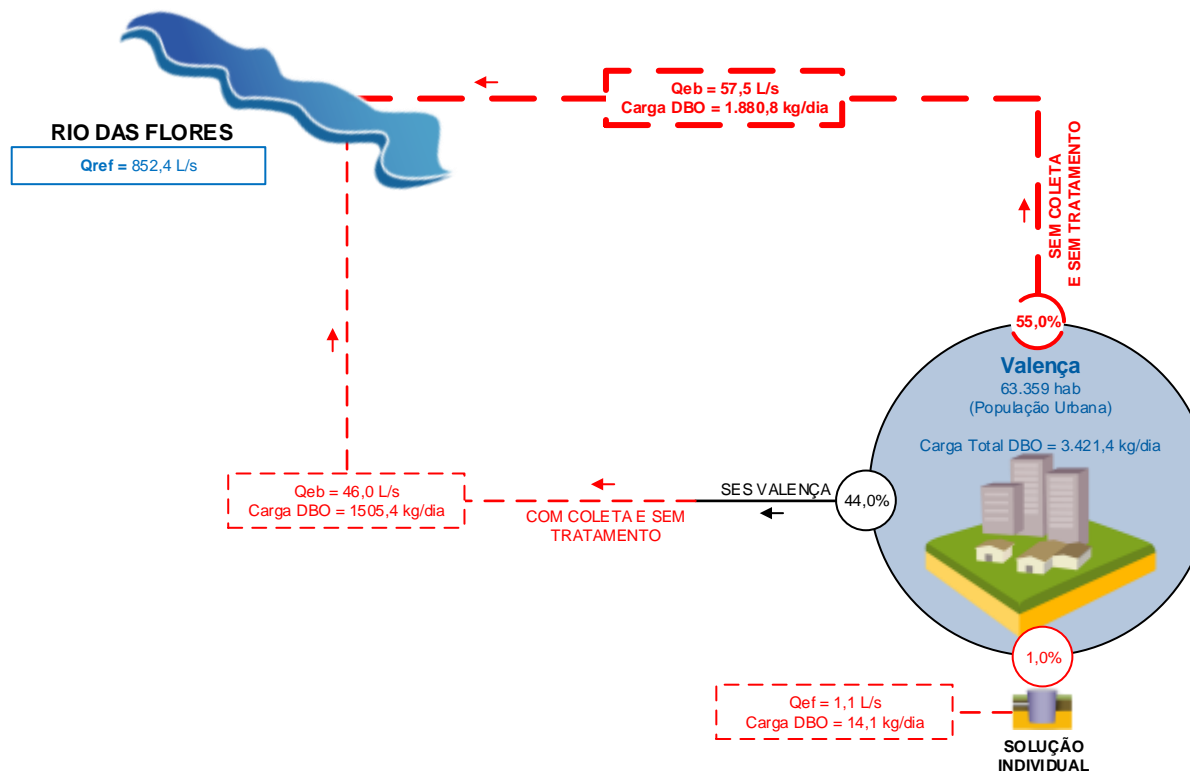 Qeb = 57,5 L/s
Carga DBO = 1.880,8 kg/dia
RIO DAS FLORES
Qref = 852,4 L/s
SEM COLETA
E SEM TRATAMENTO
55,0%
Valença
63.359 hab
(População Urbana)
Carga Total DBO = 3.421,4 kg/dia
Qeb = 46,0 L/s
Carga DBO = 1505,4 kg/dia
SES VALENÇA
44,0%
COM COLETA E SEM
TRATAMENTO
1,0%
Qef = 1,1 L/s
Carga DBO = 14,1 kg/dia
SOLUÇÃO
INDIVIDUAL